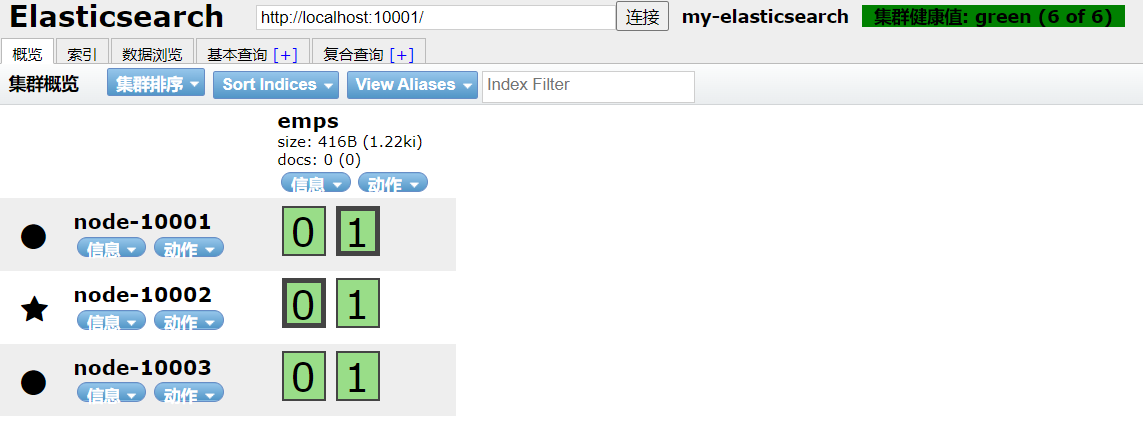 Elasticsearch http://localhost:10001/ 连接 my-elasticsearch 集群健康值: green (6 of 6)
概览 索引 数据浏览 基本查询 [+] 复合查询 [+]
集群概览 集群排序 Sort Indices View Aliases Index Filter
emps
size: 416B (1.22ki)
docs: 0 (0)
信息 动作
node-10001 0 1
信息 动作
node-10002 0 1
信息 动作
node-10003 0 1
信息 动作